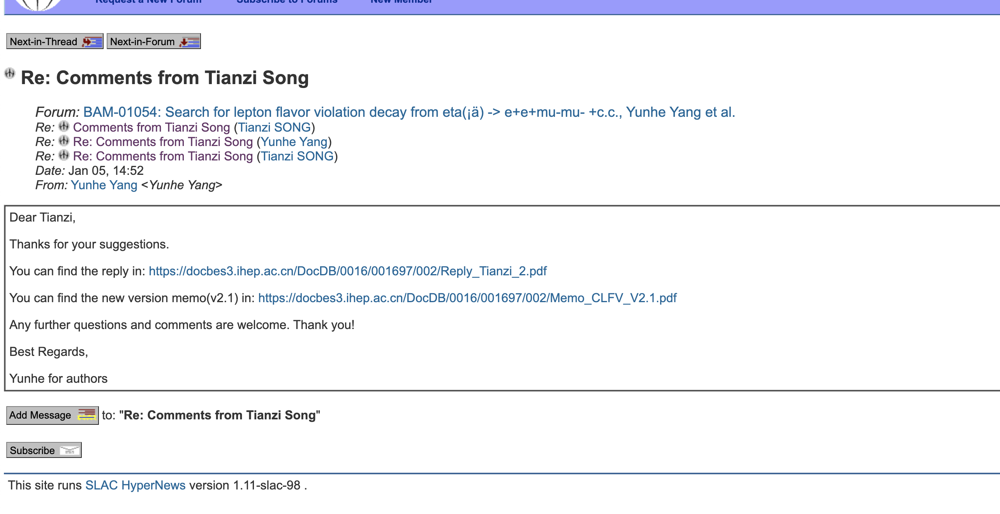 Request a New Forum Subscribe to Forums New Member
Next-in-Thread Next-in-Forum
Re: Comments from Tianzi Song
Forum: BAM-01054: Search for lepton flavor violation decay from eta(¡ä) -> e+e+mu-mu- +c.c., Yunhe Yang et al.
Re: Comments from Tianzi Song (Tianzi SONG)
Re: Re: Comments from Tianzi Song (Yunhe Yang)
Re: Re: Comments from Tianzi Song (Tianzi SONG)
Date: Jan 05, 14:52
From: Yunhe Yang <Yunhe Yang>
Dear Tianzi,
Thanks for your suggestions.
You can find the reply in: https://docbes3.ihep.ac.cn/DocDB/0016/001697/002/Reply_Tianzi_2.pdf
You can find the new version memo(v2.1) in: https://docbes3.ihep.ac.cn/DocDB/0016/001697/002/Memo_CLFV_V2.1.pdf
Any further questions and comments are welcome. Thank you!
Best Regards,
Yunhe for authors
Add Message to: "Re: Comments from Tianzi Song"
Subscribe
This site runs SLAC HyperNews version 1.11-slac-98 .